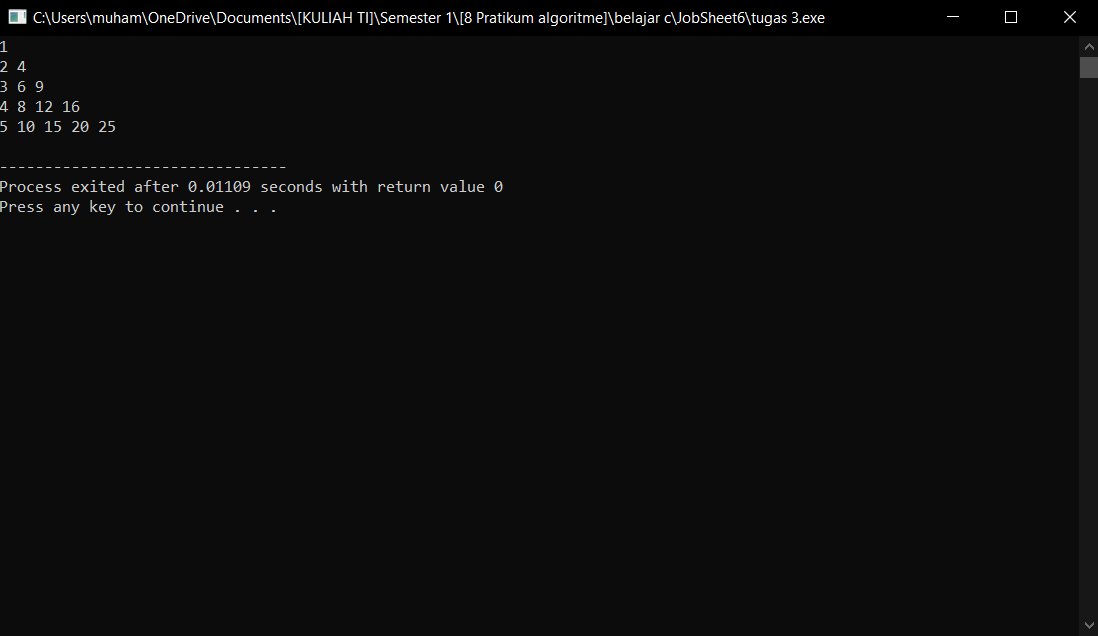 C:\Users\muham\OneDrive\Documents\[KULIAH TI]\Semester 1\[8 Pratikum algoritme]\belajar c\JobSheet6\tugas 3.exe
1
2 4
3 6 9
4 8 12 16
5 10 15 20 25
--------------------------------
Process exited after 0.01109 seconds with return value 0
Press any key to continue . . .